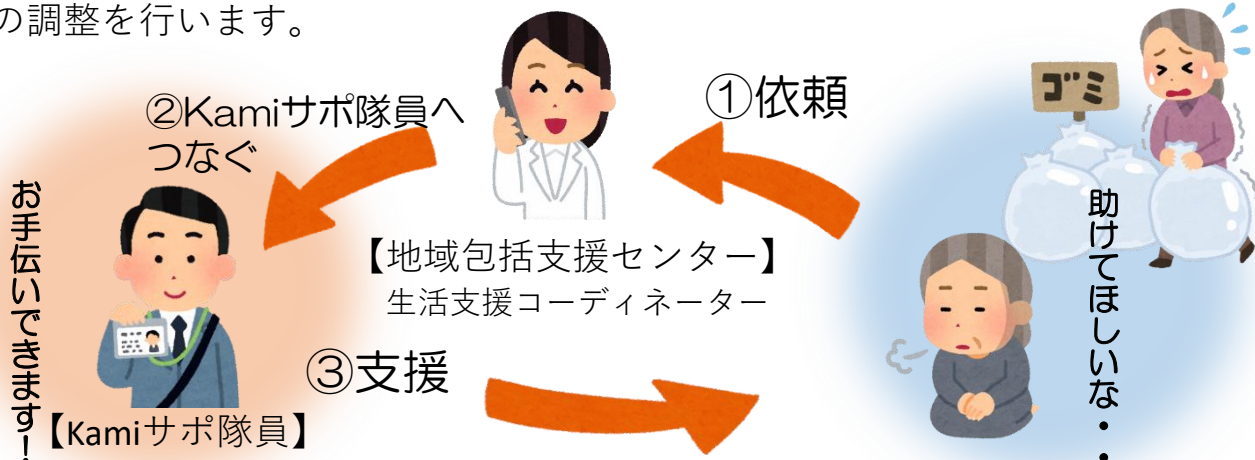 の調整を行います。
①依頼
②Kamiサポ隊員へ
つなぐ
ゴミ
【地域包括支援センター】
生活支援コーディネーター
③支援
【Kamiサポ隊員】
お手伝いできます！
助けてほしいな・・